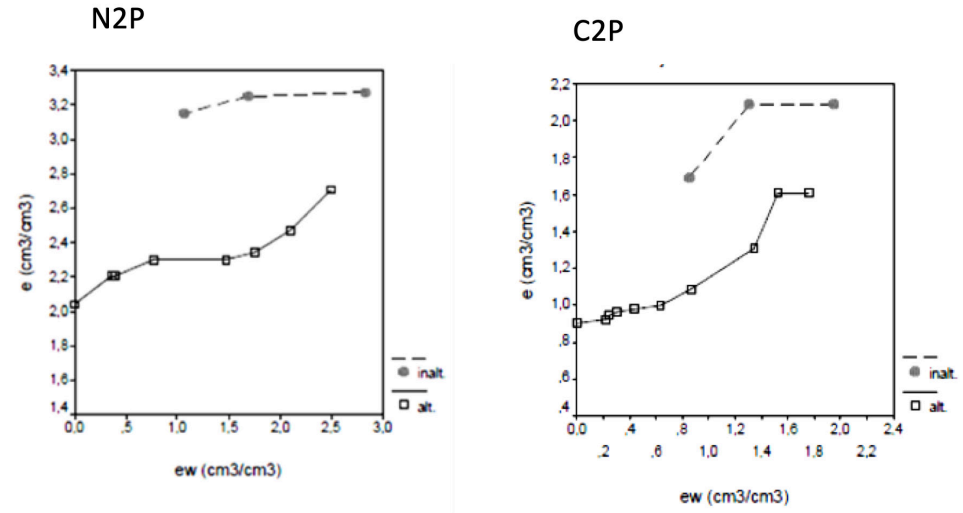 N2P
e (cm3/cm3)
3,4
3,2
3,0
2,8
2,6
2,4
2,2
2,0
1,8
1,6
1,4
0,0 ,5 1,0 1,5 2,0 2,5 3,0
ew (cm3/cm3)
inalt.
alt.
C2P
e (cm3/cm3)
2,2
2,0
1,8
1,6
1,4
1,2
1,0
,8
,6
,4
0,0 ,4 ,8 1,2 1,6 2,0 2,4
,2 ,6 1,0 1,4 1,8 2,2
ew (cm3/cm3)
inalt.
alt.